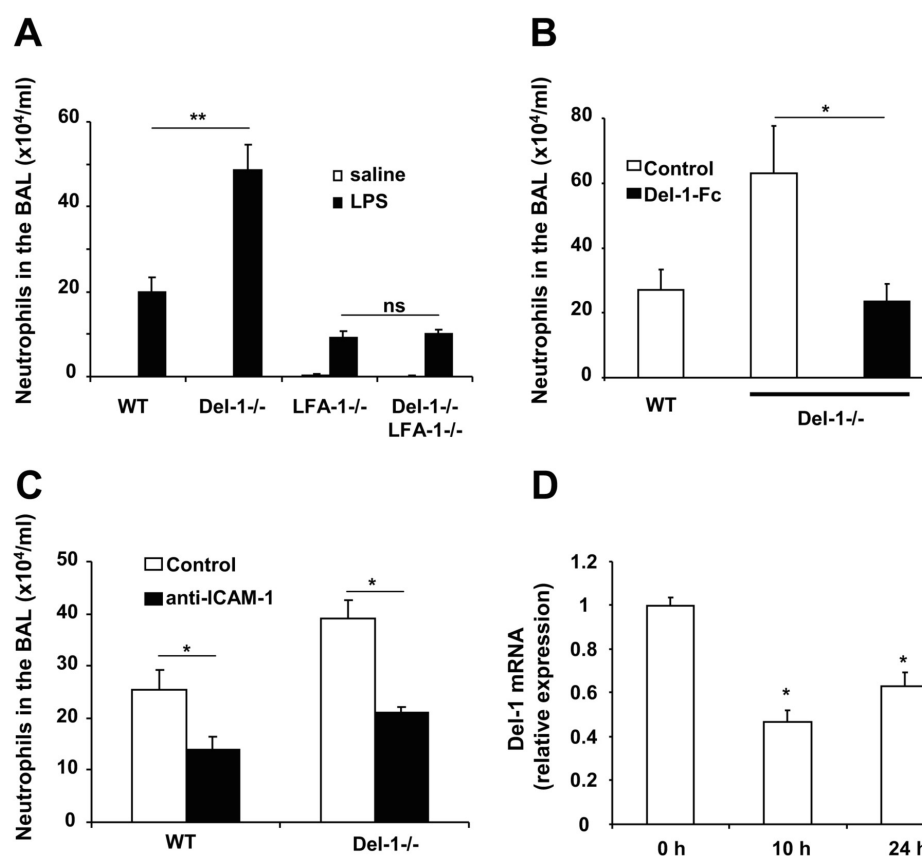 A
Neutrophils in the BAL (x10⁴/ml)
60
40
20
0
**
ns
saline
LPS
WT
Del-1-/-
LFA-1-/-
Del-1-/-
LFA-1-/-
B
Neutrophils in the BAL (x10⁴/ml)
80
60
40
20
0
*
Control
Del-1-Fc
WT
Del-1-/-
C
Neutrophils in the BAL (x10⁴/ml)
50
40
30
20
10
0
Control
anti-ICAM-1
*
*
WT
Del-1-/-
D
Del-1 mRNA
(relative expression)
1.2
1
0.8
0.6
0.4
0.2
0
*
*
0 h
10 h
24 h